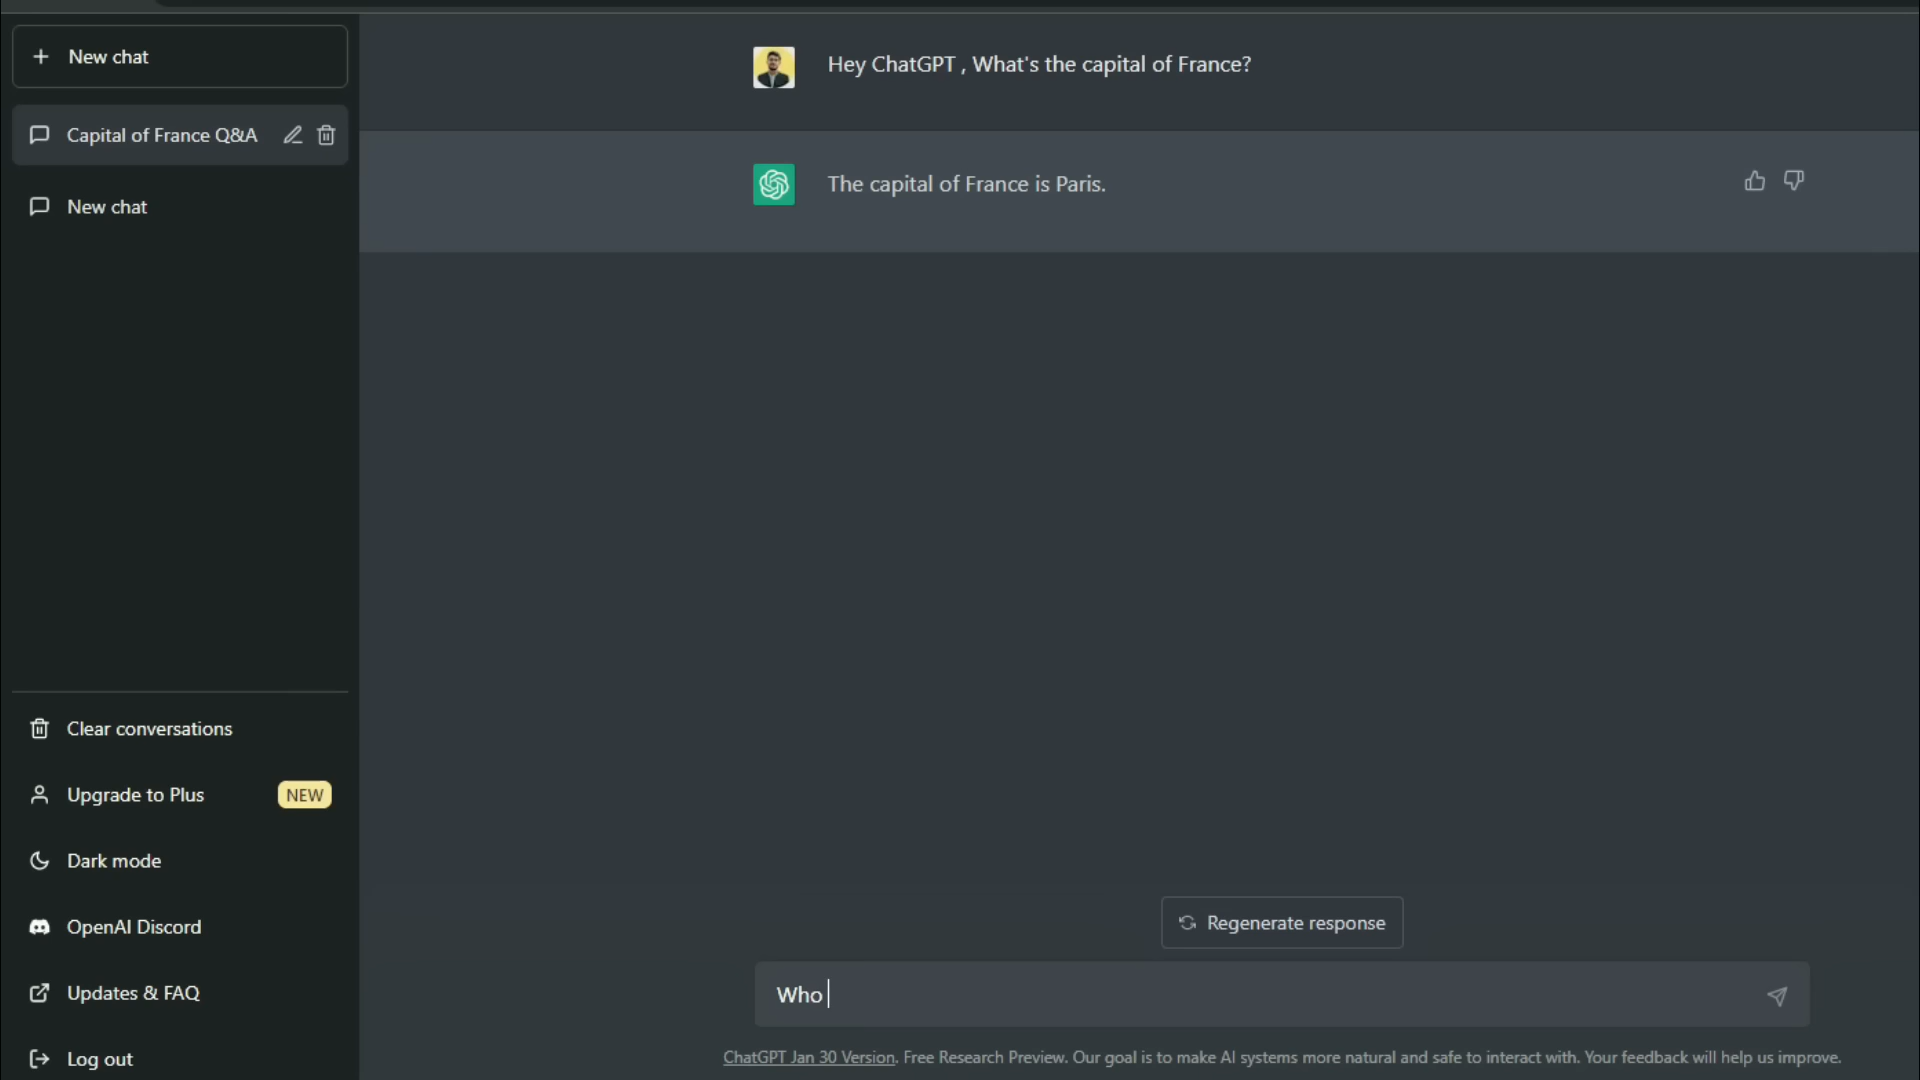 New chat
Capital of France Q&A
New chat
Clear conversations
Upgrade to Plus NEW
Dark mode
OpenAI Discord
Updates & FAQ
Log out
Hey ChatGPT , What's the capital of France?
The capital of France is Paris.
Regenerate response
Who
ChatGPT Jan 30 Version. Free Research Preview. Our goal is to make AI systems more natural and safe to interact with. Your feedback will help us improve.